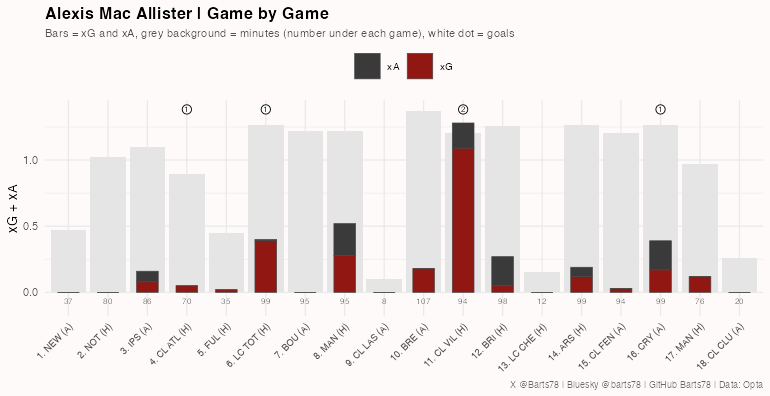 Alexis Mac Allister | Game by Game
Bars = xG and xA, grey background = minutes (number under each game), white dot = goals
xA xG
1 1 2 1
xG + xA
1.0
0.5
0.0
37 80 86 70 35 99 95 95 8 107 94 98 12 99 94 99 76 20
1. NEW (A)
2. NOT (H)
3. IPS (A)
4. CL ATL (H)
5. FUL (H)
6. LC TOT (H)
7. BOU (A)
8. MAN (H)
9. CL LAS (A)
10. BRE (A)
11. CL VIL (H)
12. BRI (H)
13. LC CHE (H)
14. ARS (H)
15. CL FEN (A)
16. CRY (A)
17. MAN (H)
18. CL CLU (A)
X @Barts78 | Bluesky @barts78 | GitHub Barts78 | Data: Opta